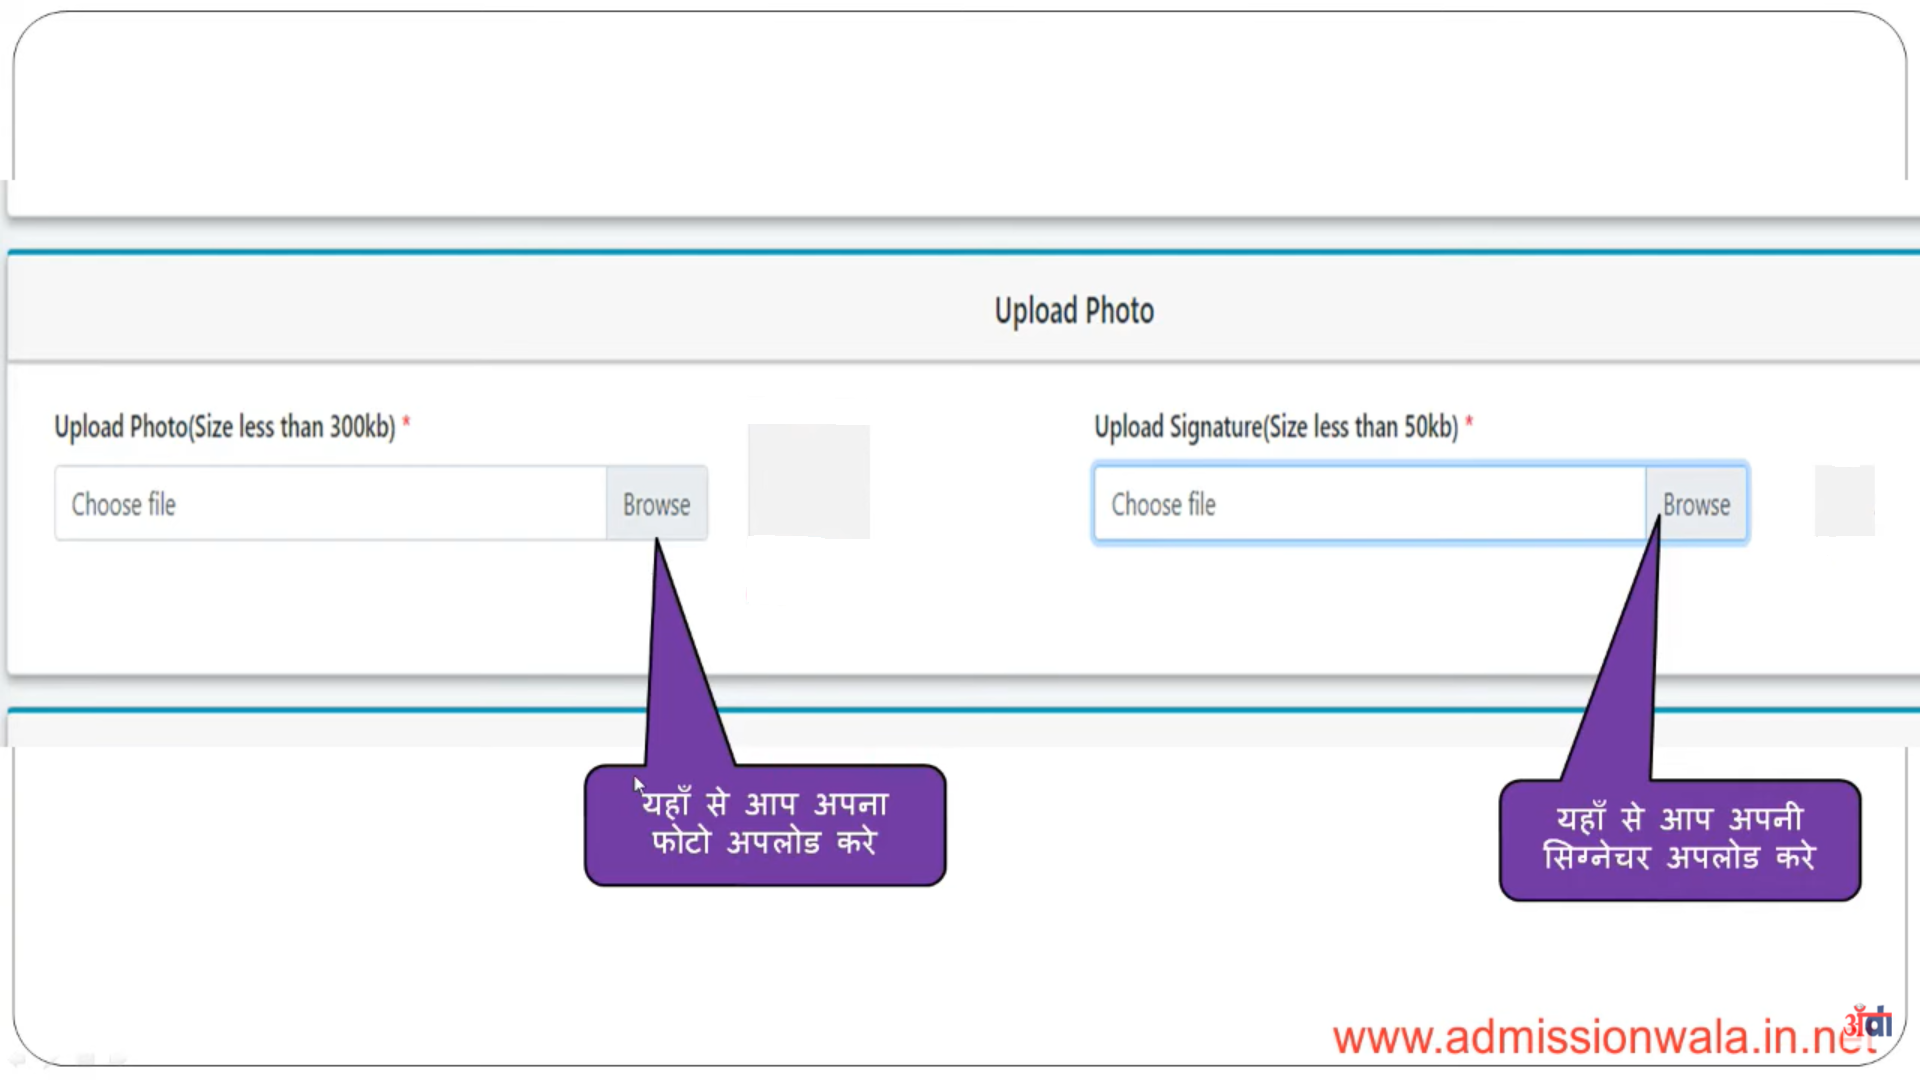 Upload Photo
Upload Photo(Size less than 300kb) *
Upload Signature(Size less than 50kb) *
Choose file
Browse
Choose file
Browse
यहाँ से आप अपना
फोटो अपलोड करे
यहाँ से आप अपनी
सिग्नेचर अपलोड करे
www.admissionwala.in.net